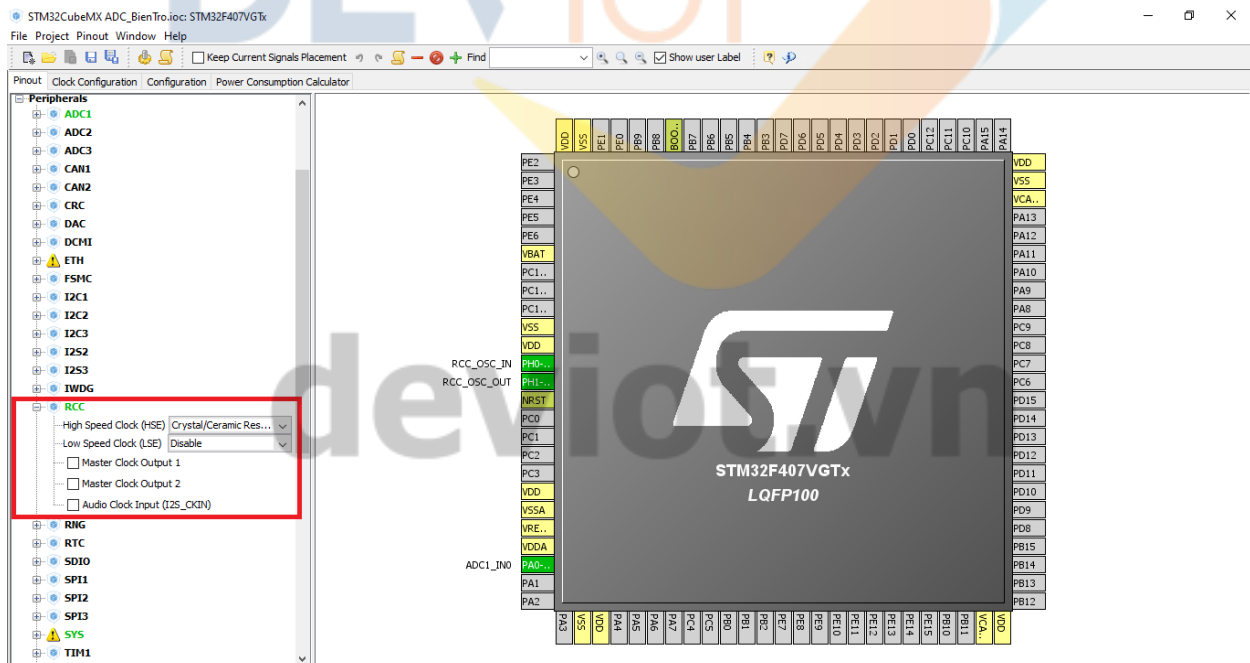 STM32CubeMX ADC_BienTro.ioc: STM32F407VGTx
File Project Pinout Window Help
Keep Current Signals Placement Find Show user Label
Pinout Clock Configuration Configuration Power Consumption Calculator
Peripherals
ADC1
ADC2
ADC3
CAN1
CAN2
CRC
DAC
DCMI
ETH
FSMC
I2C1
I2C2
I2C3
I2S2
I2S3
IWDG
RCC
High Speed Clock (HSE) Crystal/Ceramic Res...
Low Speed Clock (LSE) Disable
Master Clock Output 1
Master Clock Output 2
Audio Clock Input (I2S_CKIN)
RNG
RTC
SDIO
SPI1
SPI2
SPI3
SYS
TIM1
VDD VSS PE1 PE0 PB9 PB8 BOO.. PB7 PB6 PB5 PB4 PB3 PD7 PD6 PD5 PD4 PD3 PD2 PD1 PD0 PC12 PC11 PC10 PA15 PA14
PE2
PE3
PE4
PE5
PE6
VBAT
PC1..
PC1..
PC1..
VSS
VDD
RCC_OSC_IN PH0-..
RCC_OSC_OUT PH1-..
NRST
PC0
PC1
PC2
PC3
VDD
VSSA
VRE..
VDDA
ADC1_IN0 PA0-..
PA1
PA2
STM32F407VGTx
LQFP100
VDD
VSS
VCA..
PA13
PA12
PA11
PA10
PA9
PA8
PC9
PC8
PC7
PC6
PD15
PD14
PD13
PD12
PD11
PD10
PD9
PD8
PB15
PB14
PB13
PB12
PA3 VSS VDD PA4 PA5 PA6 PA7 PC4 PC5 PB0 PB1 PB2 PE7 PE8 PE9 PE10 PE11 PE12 PE13 PE14 PE15 PB10 PB11 VCA.. VDD
deviot.vn
DEVIOT